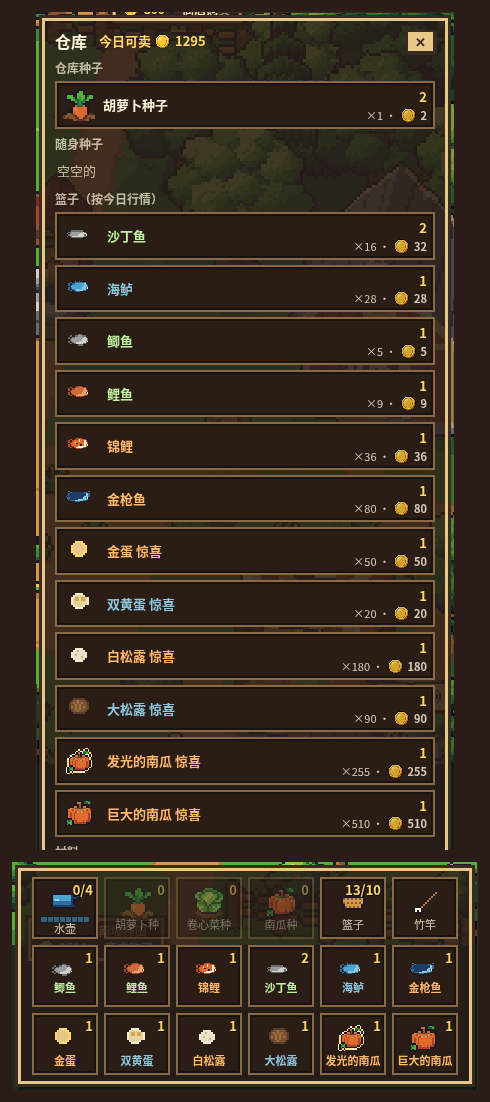 仓库 今日可卖 1295 ×
仓库种子
胡萝卜种子 2
×1 · 2
随身种子
空空的
篮子（按今日行情）
沙丁鱼 2
×16 · 32
海鲈 1
×28 · 28
鲫鱼 1
×5 · 5
鲤鱼 1
×9 · 9
锦鲤 1
×36 · 36
金枪鱼 1
×80 · 80
金蛋 惊喜 1
×50 · 50
双黄蛋 惊喜 1
×20 · 20
白松露 惊喜 1
×180 · 180
大松露 惊喜 1
×90 · 90
发光的南瓜 惊喜 1
×255 · 255
巨大的南瓜 惊喜 1
×510 · 510
0/4 0 0 0 13/10
水壶 胡萝卜种 卷心菜种 南瓜种 篮子 竹竿
1 1 1 2 1 1
鲫鱼 鲤鱼 锦鲤 沙丁鱼 海鲈 金枪鱼
1 1 1 1 1 1
金蛋 双黄蛋 白松露 大松露 发光的南瓜 巨大的南瓜